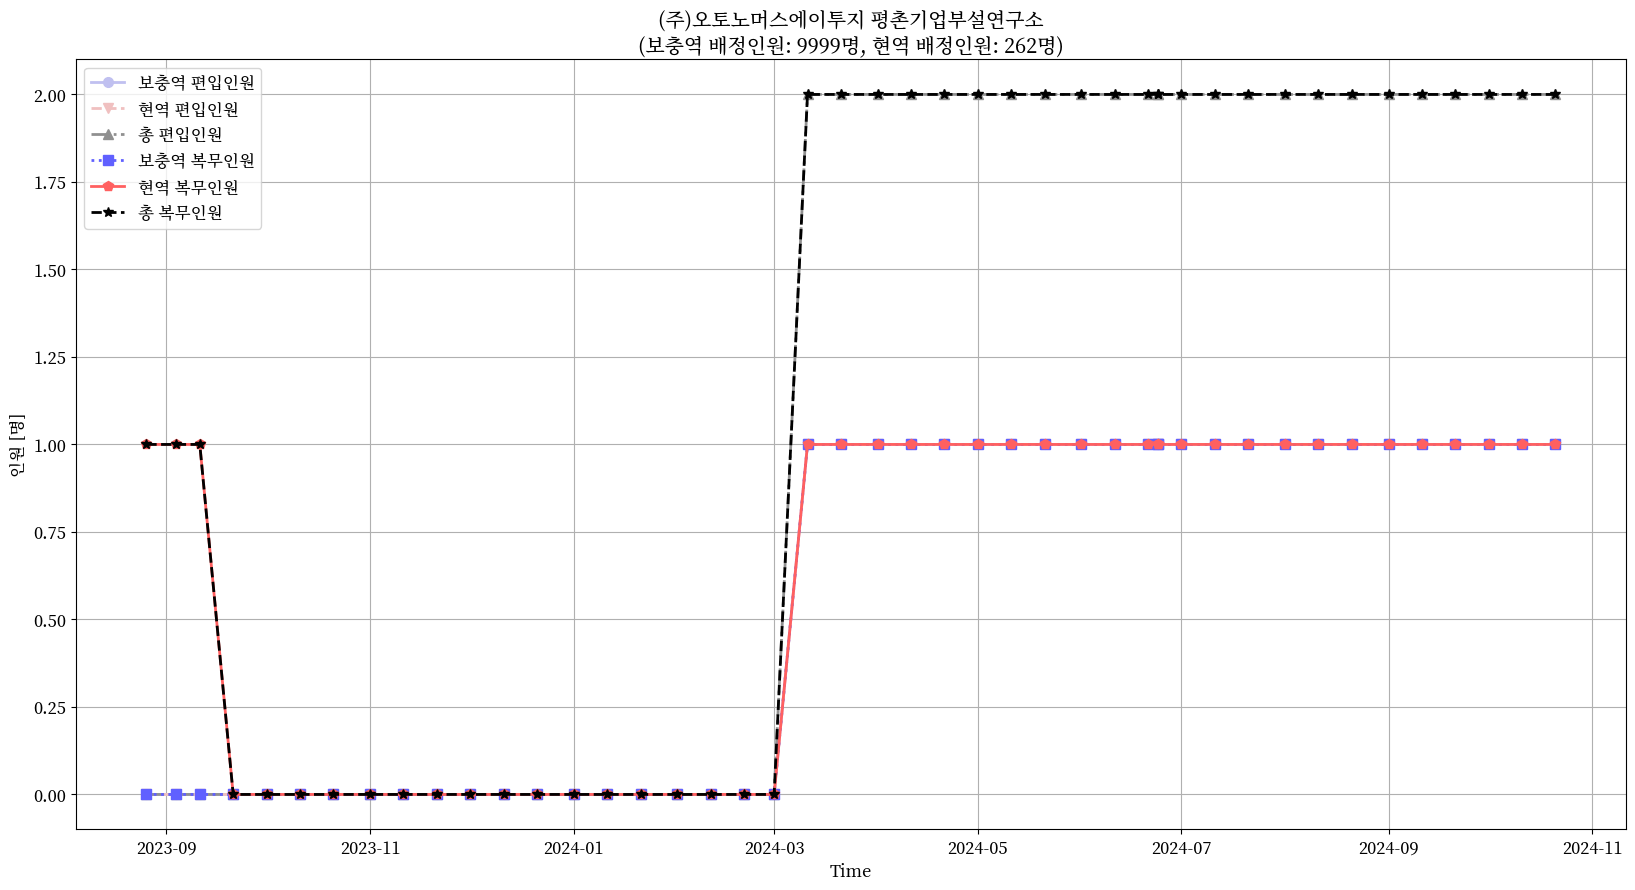 (주)오토노머스에이투지 평촌기업부설연구소
(보충역 배정인원: 9999명, 현역 배정인원: 262명)
보충역 편입인원
현역 편입인원
총 편입인원
보충역 복무인원
현역 복무인원
총 복무인원
인원 [명]
2.00
1.75
1.50
1.25
1.00
0.75
0.50
0.25
0.00
2023-09 2023-11 2024-01 2024-03 2024-05 2024-07 2024-09 2024-11
Time